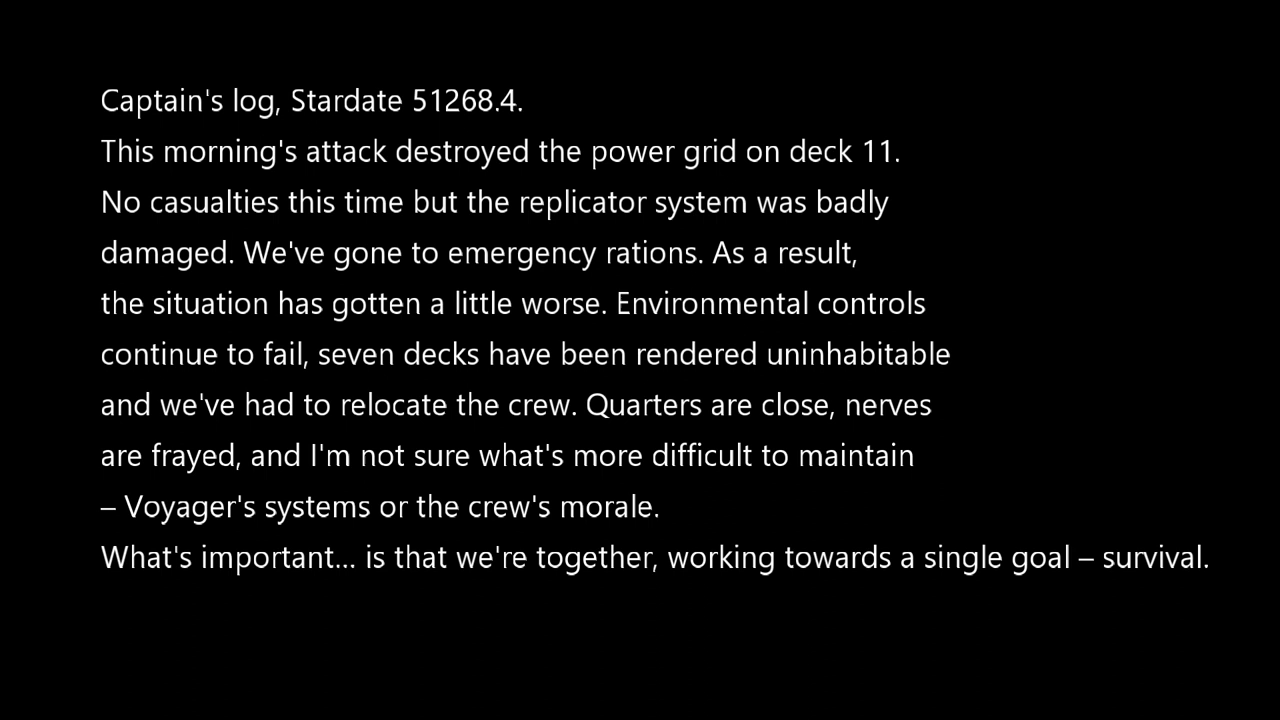 Captain's log, Stardate 51268.4.
This morning's attack destroyed the power grid on deck 11.
No casualties this time but the replicator system was badly
damaged. We've gone to emergency rations. As a result,
the situation has gotten a little worse. Environmental controls
continue to fail, seven decks have been rendered uninhabitable
and we've had to relocate the crew. Quarters are close, nerves
are frayed, and I'm not sure what's more difficult to maintain
– Voyager's systems or the crew's morale.
What's important... is that we're together, working towards a single goal – survival.